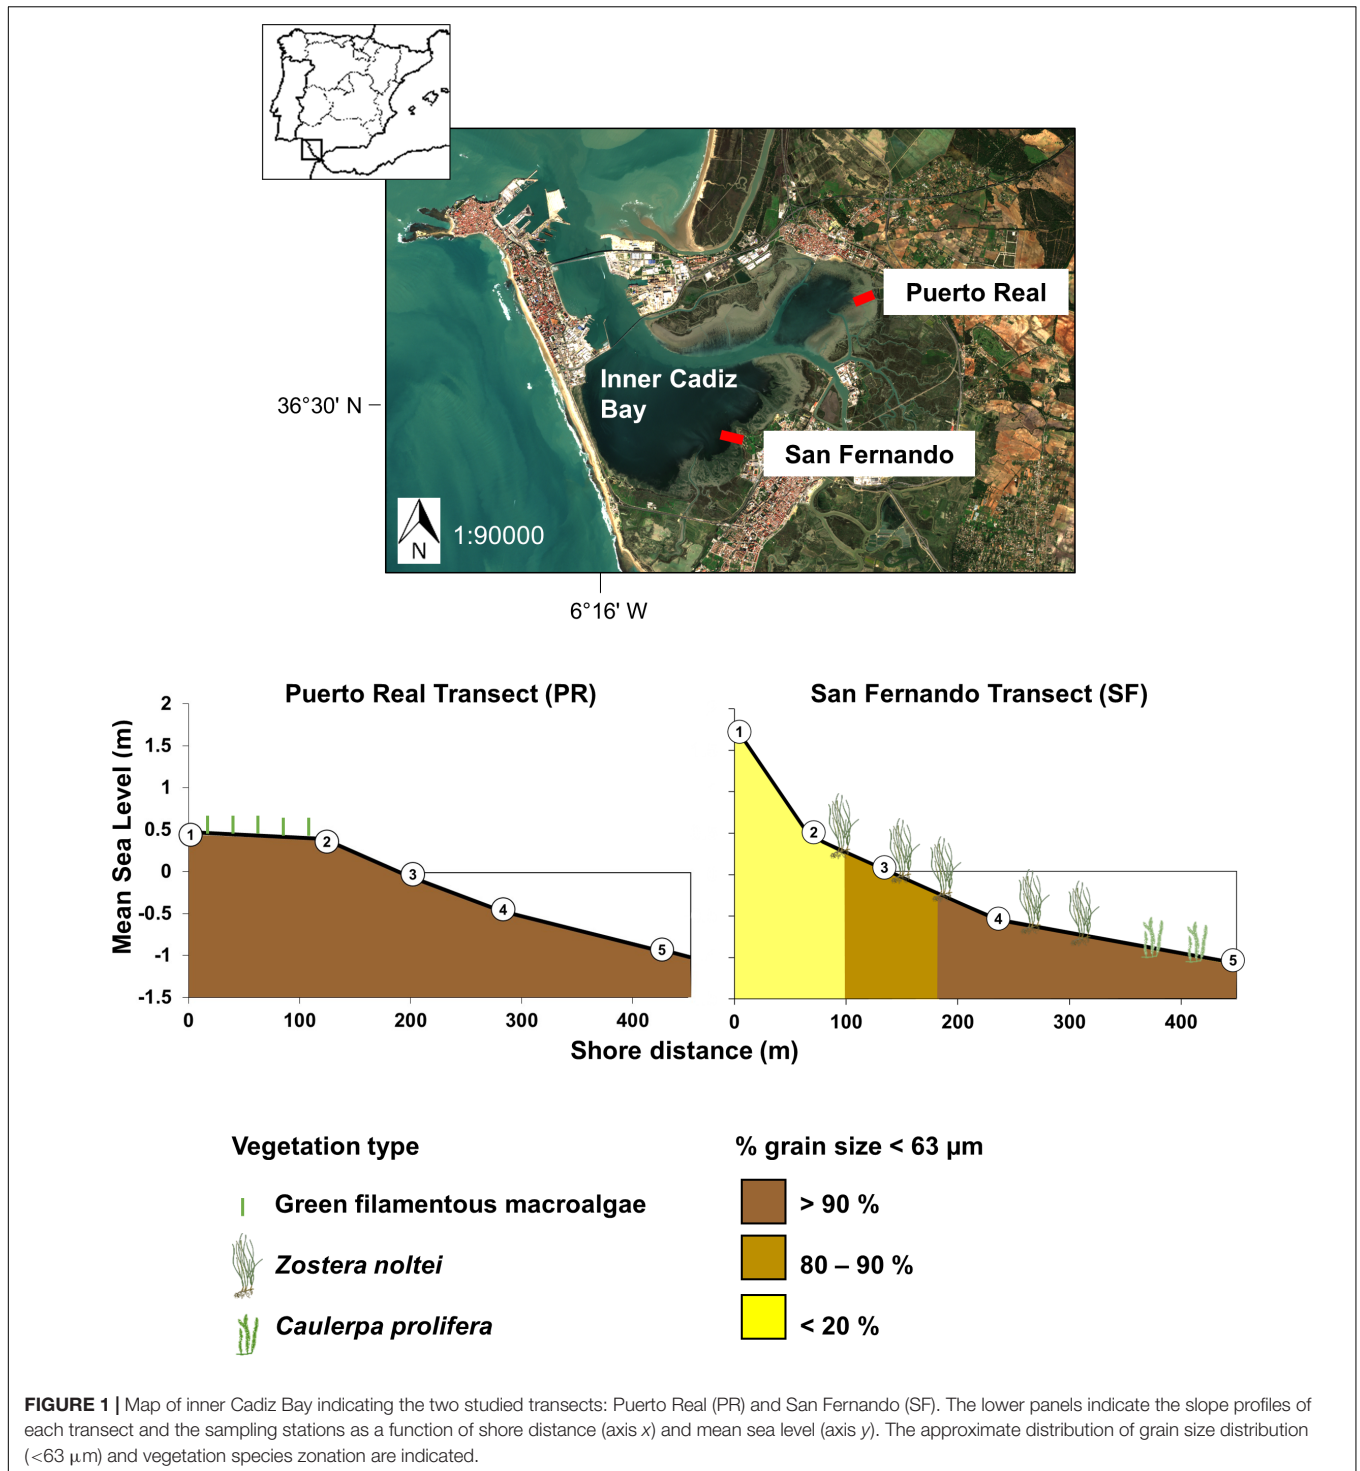 Puerto Real
Inner Cadiz
Bay
36°30' N
San Fernando
N
1:90000
6°16' W
Puerto Real Transect (PR)
San Fernando Transect (SF)
Mean Sea Level (m)
2
1.5
1
0.5
0
-0.5
-1
-1.5
1
2
3
4
5
0
100
200
300
400
1
2
3
4
5
0
100
200
300
400
Shore distance (m)
Vegetation type
Green filamentous macroalgae
Zostera noltei
Caulerpa prolifera
% grain size < 63 µm
> 90 %
80 – 90 %
< 20 %
FIGURE 1 | Map of inner Cadiz Bay indicating the two studied transects: Puerto Real (PR) and San Fernando (SF). The lower panels indicate the slope profiles of
each transect and the sampling stations as a function of shore distance (axis x) and mean sea level (axis y). The approximate distribution of grain size distribution
(<63 µm) and vegetation species zonation are indicated.